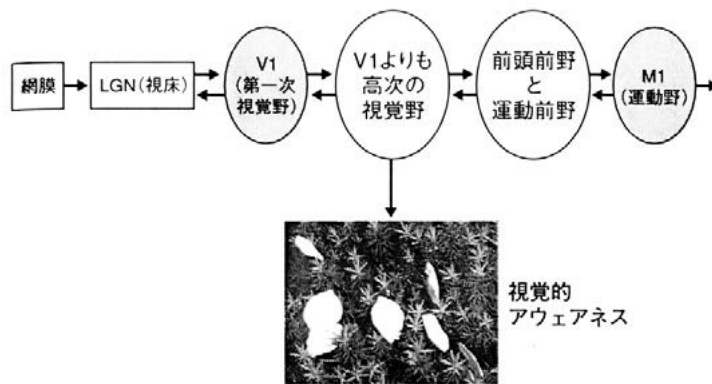 網膜
LGN(視床)
V1
(第一次
視覚野)
V1よりも
高次の
視覚野
前頭前野
と
運動前野
M1
(運動野)
視覚的
アウェアネス